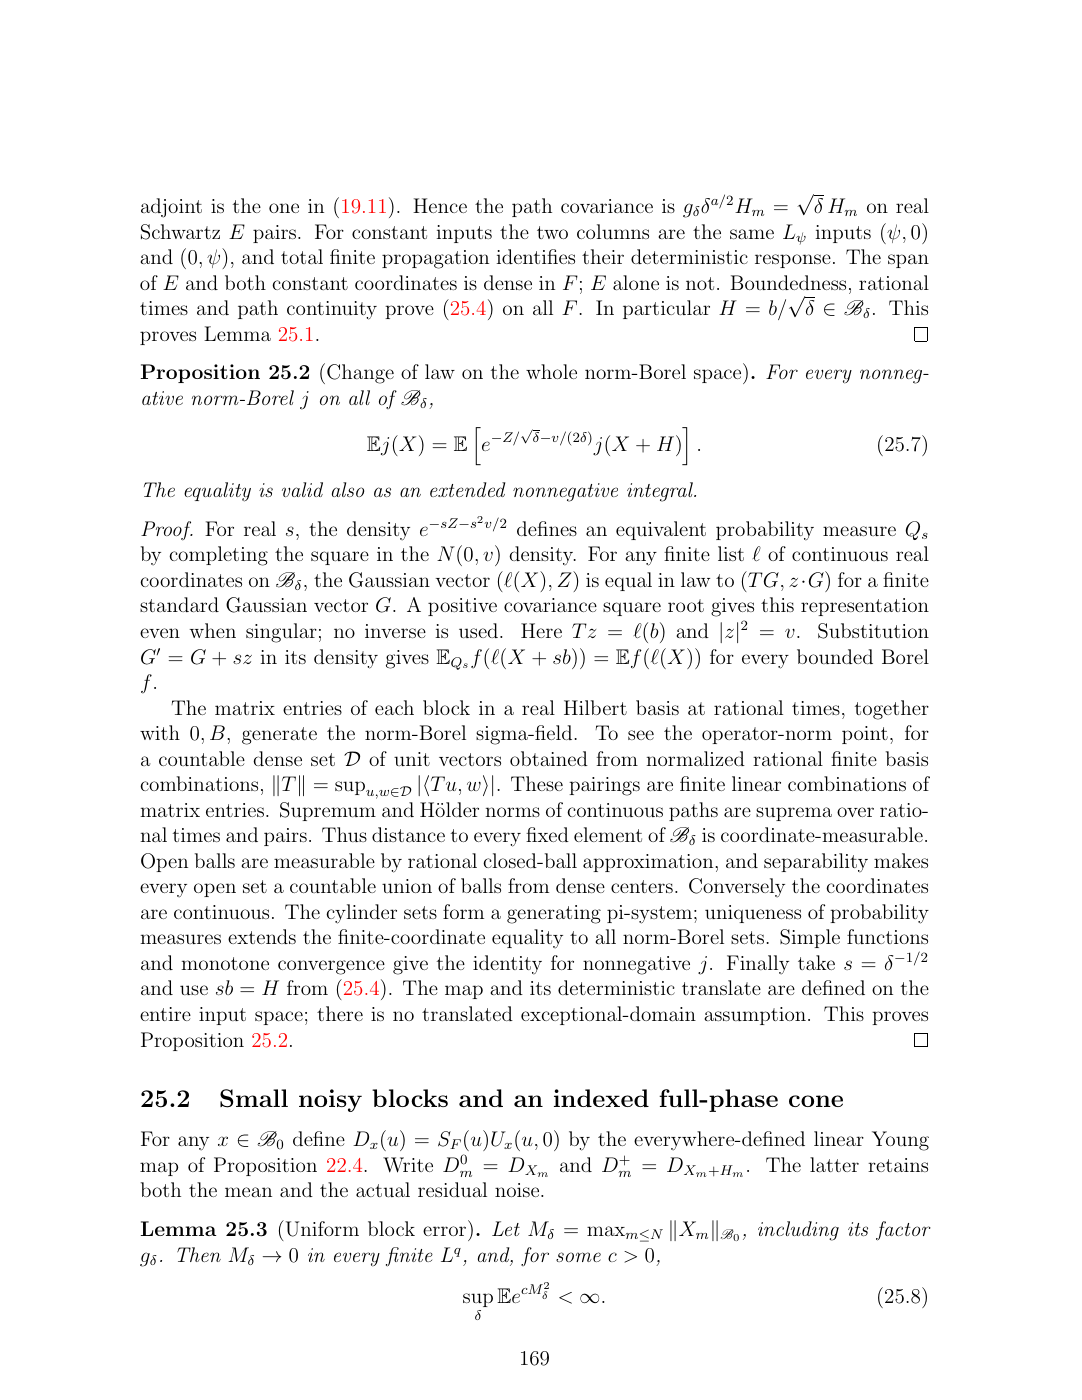 adjoint is the one in (19.11). Hence the path covariance is g_δδ^{a/2}H_m = √δ H_m on real
Schwartz E pairs. For constant inputs the two columns are the same L_ψ inputs (ψ, 0)
and (0, ψ), and total finite propagation identifies their deterministic response. The span
of E and both constant coordinates is dense in F; E alone is not. Boundedness, rational
times and path continuity prove (25.4) on all F. In particular H = b/√δ ∈ ℬ_δ. This
proves Lemma 25.1. □
Proposition 25.2 (Change of law on the whole norm-Borel space). For every nonneg-
ative norm-Borel j on all of ℬ_δ,
𝔼j(X) = 𝔼[e^{−Z/√δ−v/(2δ)}j(X + H)]. (25.7)
The equality is valid also as an extended nonnegative integral.
Proof. For real s, the density e^{−sZ−s²v/2} defines an equivalent probability measure Q_s
by completing the square in the N(0, v) density. For any finite list ℓ of continuous real
coordinates on ℬ_δ, the Gaussian vector (ℓ(X), Z) is equal in law to (TG, z·G) for a finite
standard Gaussian vector G. A positive covariance square root gives this representation
even when singular; no inverse is used. Here Tz = ℓ(b) and |z|² = v. Substitution
G′ = G + sz in its density gives 𝔼_{Q_s}f(ℓ(X + sb)) = 𝔼f(ℓ(X)) for every bounded Borel
f.
The matrix entries of each block in a real Hilbert basis at rational times, together
with 0, B, generate the norm-Borel sigma-field. To see the operator-norm point, for
a countable dense set 𝒟 of unit vectors obtained from normalized rational finite basis
combinations, ‖T‖ = sup_{u,w∈𝒟} |⟨Tu, w⟩|. These pairings are finite linear combinations of
matrix entries. Supremum and Hölder norms of continuous paths are suprema over ratio-
nal times and pairs. Thus distance to every fixed element of ℬ_δ is coordinate-measurable.
Open balls are measurable by rational closed-ball approximation, and separability makes
every open set a countable union of balls from dense centers. Conversely the coordinates
are continuous. The cylinder sets form a generating pi-system; uniqueness of probability
measures extends the finite-coordinate equality to all norm-Borel sets. Simple functions
and monotone convergence give the identity for nonnegative j. Finally take s = δ^{−1/2}
and use sb = H from (25.4). The map and its deterministic translate are defined on the
entire input space; there is no translated exceptional-domain assumption. This proves
Proposition 25.2. □
25.2 Small noisy blocks and an indexed full-phase cone
For any x ∈ ℬ_0 define D_x(u) = S_F(u)U_x(u, 0) by the everywhere-defined linear Young
map of Proposition 22.4. Write D_m^0 = D_{X_m} and D_m^+ = D_{X_m+H_m}. The latter retains
both the mean and the actual residual noise.
Lemma 25.3 (Uniform block error). Let M_δ = max_{m≤N} ‖X_m‖_{ℬ_0}, including its factor
g_δ. Then M_δ → 0 in every finite L^q, and, for some c > 0,
sup_δ 𝔼e^{cM_δ²} < ∞. (25.8)
169